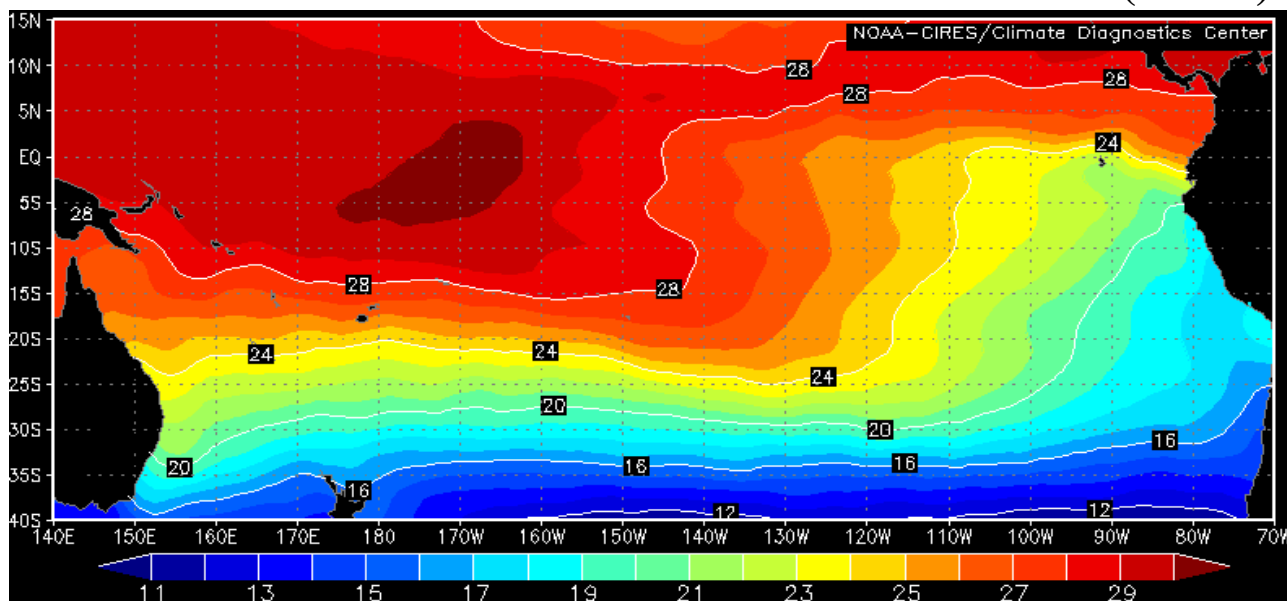 15N
NOAA-CIRES/Climate Diagnostics Center
10N 28
28 28
5N
EQ 24
5S 28
10S
15S 28 28
20S
24 24
25S 24
30S 20 20
35S 20 16 16 16
16
40S 12 12
140E 150E 160E 170E 180 170W 160W 150W 140W 130W 120W 110W 100W 90W 80W 70W
11 13 15 17 19 21 23 25 27 29